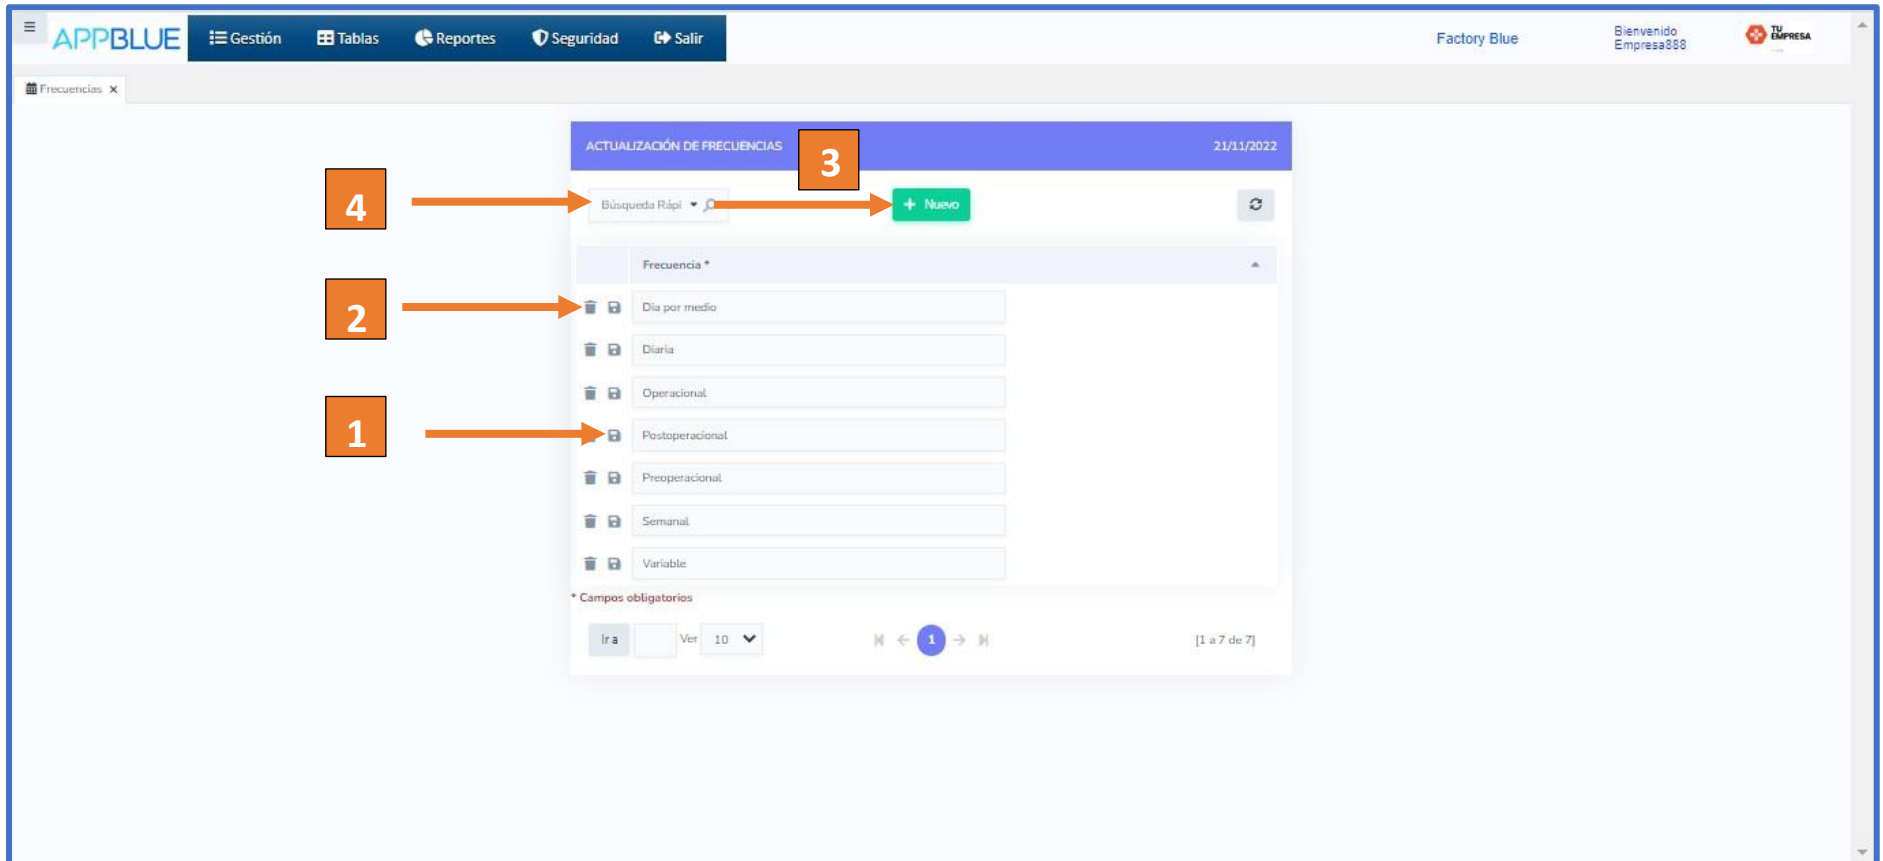 APPBLUE Gestión Tablas Reportes Seguridad Salir Factory Blue Bienvenido Empresa888 TU EMPRESA
Frecuencias x
ACTUALIZACIÓN DE FRECUENCIAS 21/11/2022
3
4
Búsqueda Rápi
+ Nuevo
Frecuencia *
2
Dia por medio
Diaria
Operacional
1
Postoperacional
Preoperacional
Semanal
Variable
* Campos obligatorios
Ir a Ver 10 1 [1 a 7 de 7]